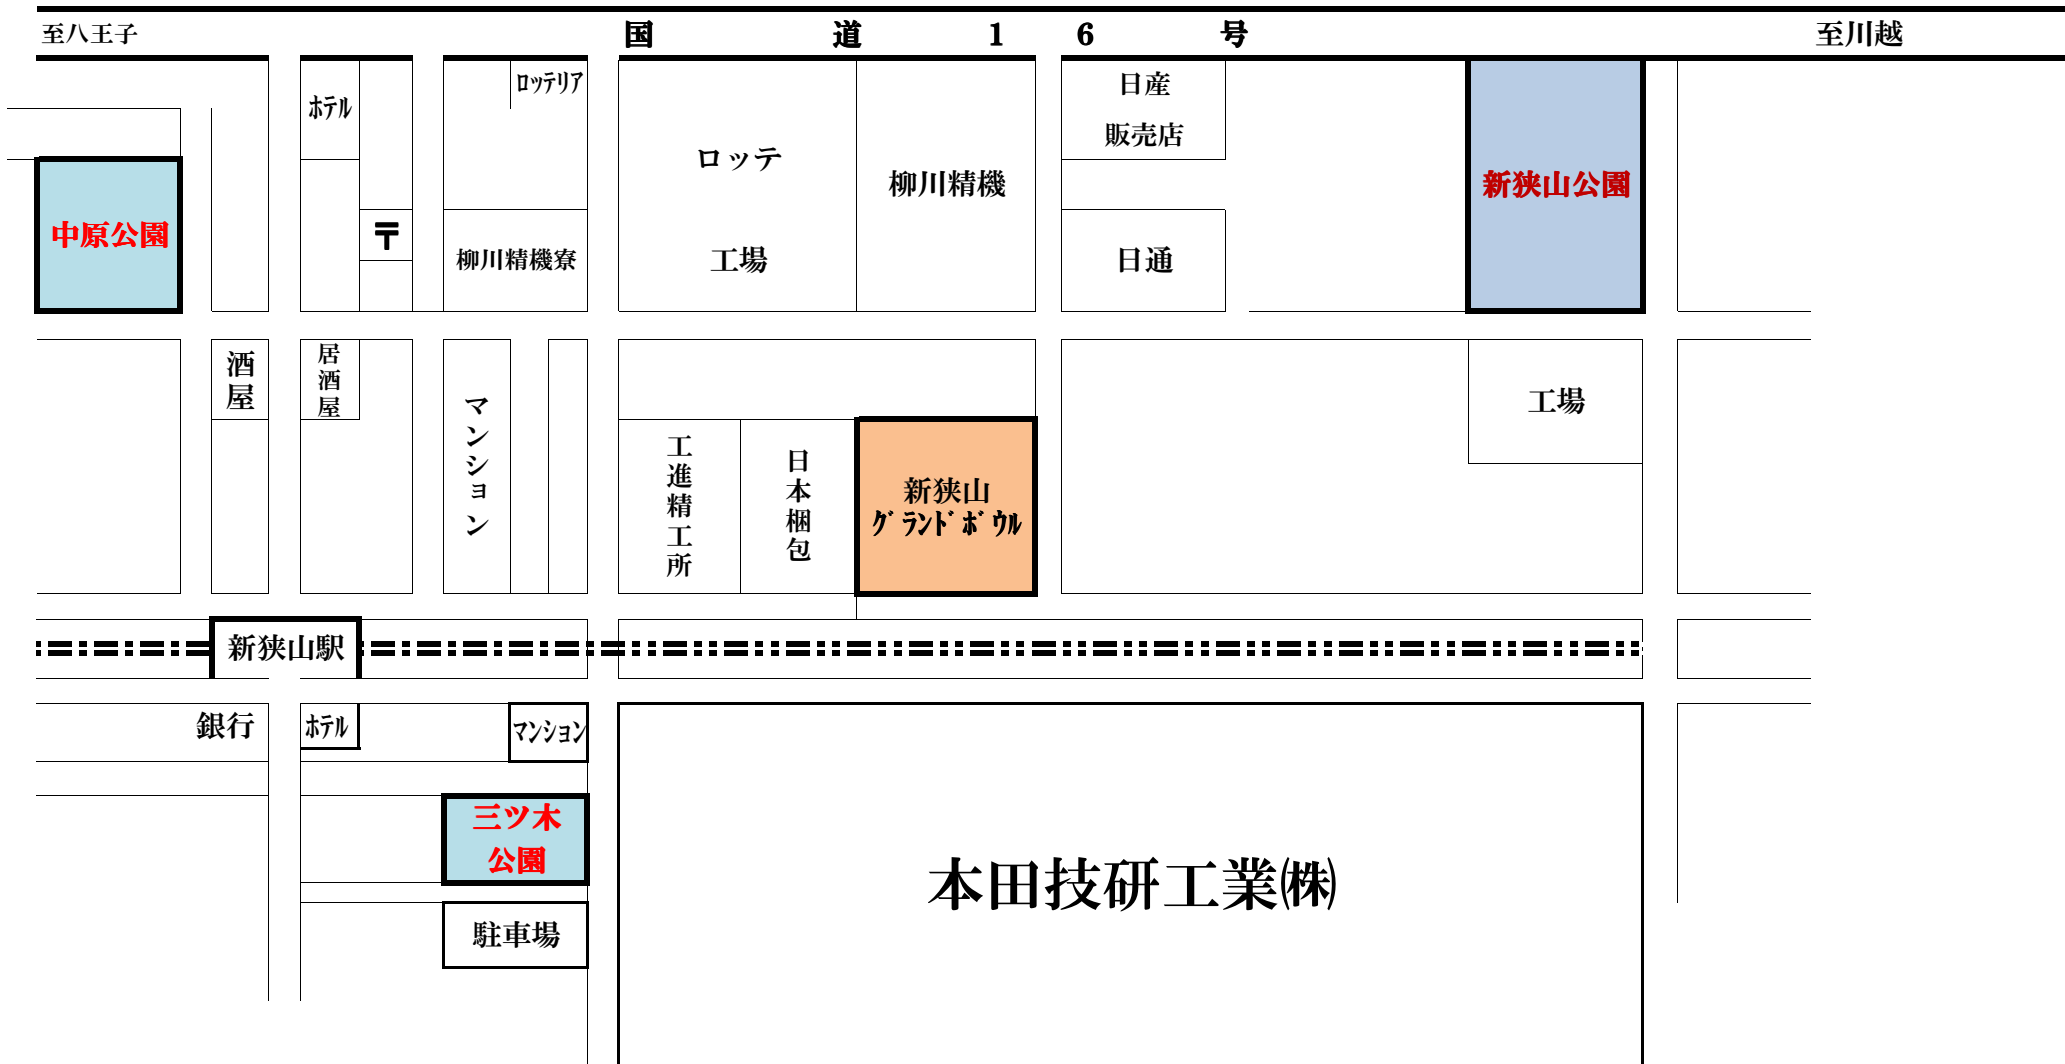 至八王子
国道16号
至川越
ホテル
ロッテリア
〒
柳川精機寮
ロッテ
工場
柳川精機
日産
販売店
日通
新狭山公園
中原公園
酒屋
居酒屋
マンション
工進精工所
日本梱包
新狭山
グランドボウル
工場
新狭山駅
銀行
ホテル
マンション
三ツ木
公園
駐車場
本田技研工業㈱